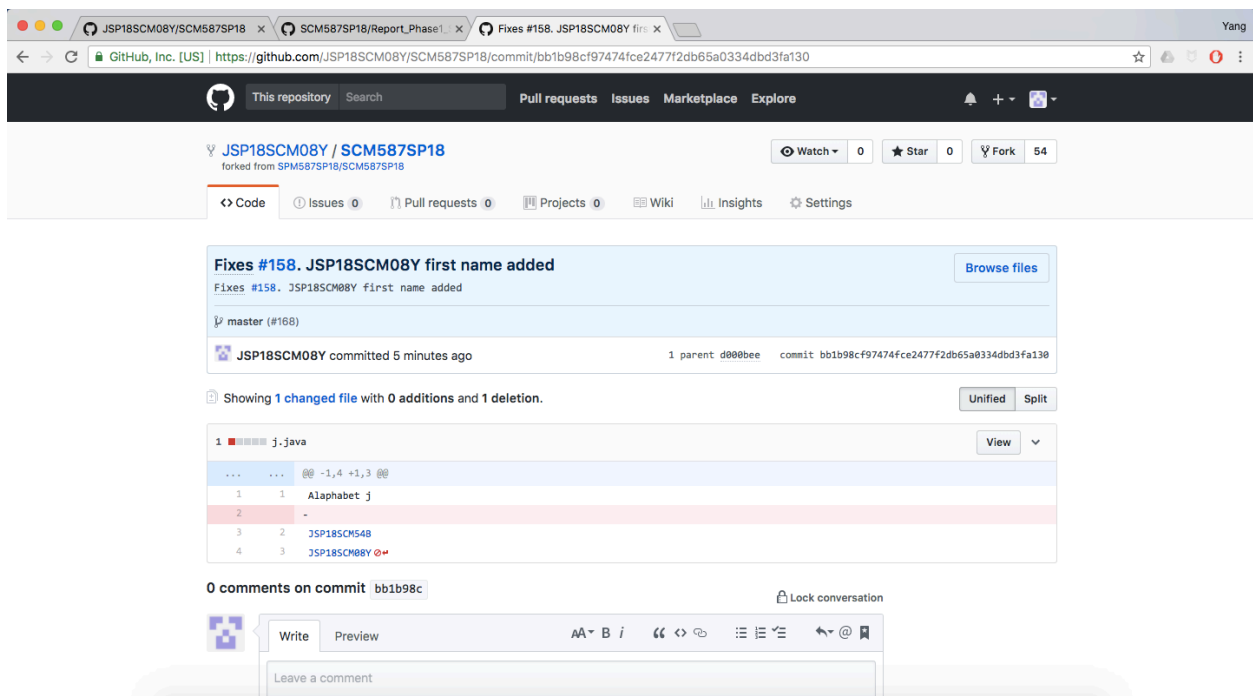 JSP18SCM08Y/SCM587SP18 × SCM587SP18/Report_Phase1_ × Fixes #158. JSP18SCM08Y firs × Yang
GitHub, Inc. [US] | https://github.com/JSP18SCM08Y/SCM587SP18/commit/bb1b98cf97474fce2477f2db65a0334dbd3fa130
This repository Search Pull requests Issues Marketplace Explore
JSP18SCM08Y / SCM587SP18 Watch 0 Star 0 Fork 54
forked from SPM587SP18/SCM587SP18
<> Code Issues 0 Pull requests 0 Projects 0 Wiki Insights Settings
Fixes #158. JSP18SCM08Y first name added Browse files
Fixes #158. JSP18SCM08Y first name added
master (#168)
JSP18SCM08Y committed 5 minutes ago 1 parent d000bee commit bb1b98cf97474fce2477f2db65a0334dbd3fa130
Showing 1 changed file with 0 additions and 1 deletion. Unified Split
1 j.java View
... ... @@ -1,4 +1,3 @@
1 1 Alaphabet j
2 -
3 2 JSP18SCM54B
4 3 JSP18SCM08Y
0 comments on commit bb1b98c
Lock conversation
Write Preview AA B i “ <> @
Leave a comment